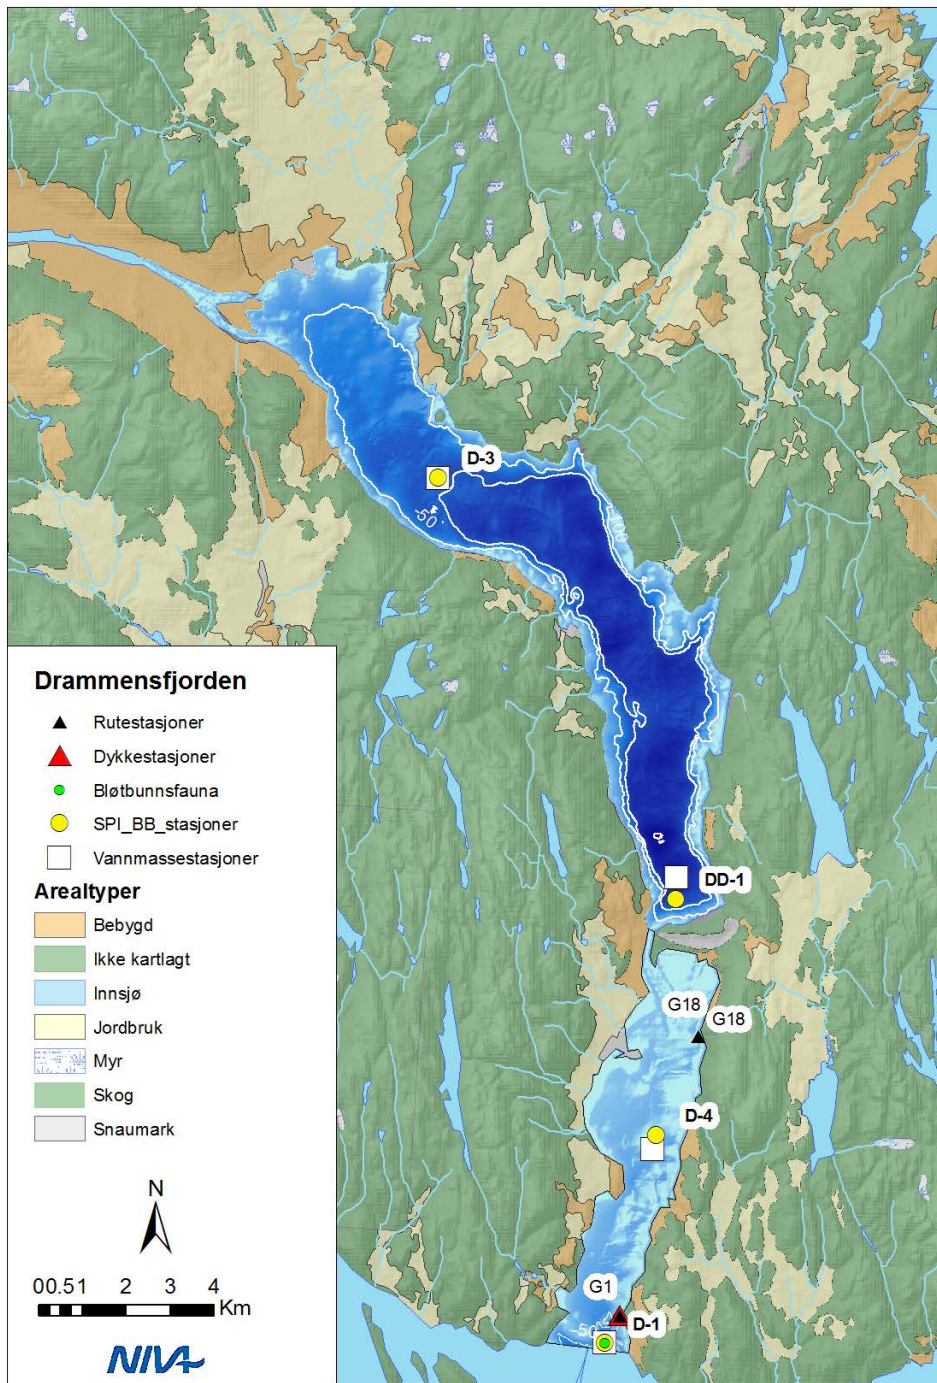 D-3
-50
100
DD-1
G18
G18
D-4
G1
-50
D-1
Drammensfjorden
Rutestasjoner
Dykkestasjoner
Bløtbunnsfauna
SPI_BB_stasjoner
Vannmassestasjoner
Arealtyper
Bebygd
Ikke kartlagt
Innsjø
Jordbruk
Myr
Skog
Snaumark
N
00.51 2 3 4
Km
NIVA